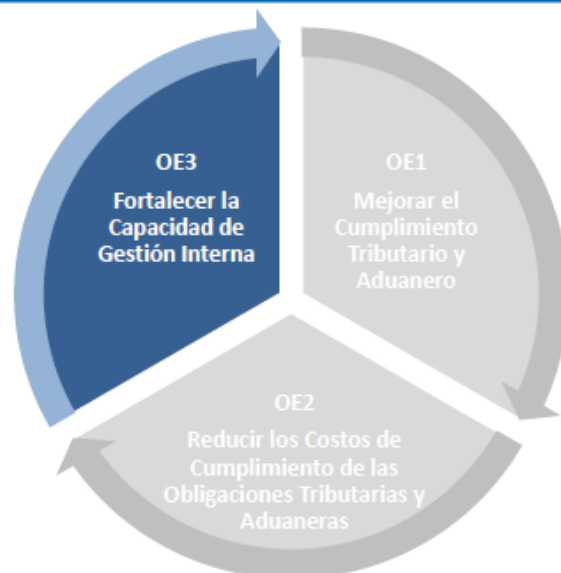 OE3
Fortalecer la
Capacidad de
Gestión Interna
OE1
Mejorar el
Cumplimiento
Tributario y
Aduanero
OE2
Reducir los Costos de
Cumplimiento de las
Obligaciones Tributarias y
Aduaneras